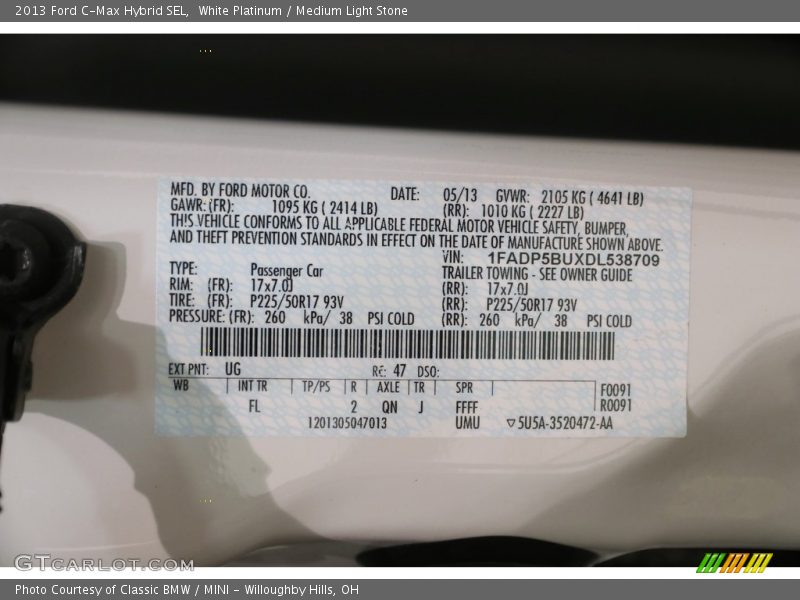 2013 Ford C-Max Hybrid SEL, White Platinum / Medium Light Stone
MFD. BY FORD MOTOR CO. DATE: 05/13 GVWR: 2105 KG ( 4641 LB)
GAWR: (FR): 1095 KG ( 2414 LB) (RR): 1010 KG ( 2227 LB)
THIS VEHICLE CONFORMS TO ALL APPLICABLE FEDERAL MOTOR VEHICLE SAFETY, BUMPER,
AND THEFT PREVENTION STANDARDS IN EFFECT ON THE DATE OF MANUFACTURE SHOWN ABOVE.
VIN: 1FADP5BUXDL538709
TYPE: Passenger Car TRAILER TOWING - SEE OWNER GUIDE
RIM: (FR): 17x7.0J (RR): 17x7.0J
TIRE: (FR): P225/50R17 93V (RR): P225/50R17 93V
PRESSURE: (FR): 260 kPa/ 38 PSI COLD (RR): 260 kPa/ 38 PSI COLD
EXT PNT: UG RC: 47 DSO:
WB INT TR TP/PS R AXLE TR SPR F0091
FL 2 QN J FFFF R0091
1201305047013 UMU ▽5U5A-3520472-AA
GTCARLOT.COM
Photo Courtesy of Classic BMW / MINI - Willoughby Hills, OH